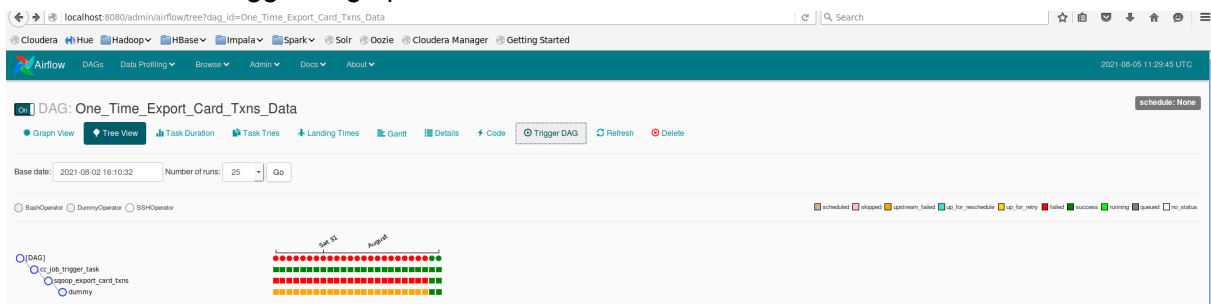 localhost:8080/admin/airflow/tree?dag_id=One_Time_Export_Card_Txns_Data Search
Cloudera Hue Hadoop HBase Impala Spark Solr Oozie Cloudera Manager Getting Started
Airflow DAGs Data Profiling Browse Admin Docs About 2021-08-05 11:29:45 UTC
On DAG: One_Time_Export_Card_Txns_Data schedule: None
Graph View Tree View Task Duration Task Tries Landing Times Gantt Details Code Trigger DAG Refresh Delete
Base date: 2021-08-02 16:10:32 Number of runs: 25 Go
BashOperator DummyOperator SSHOperator scheduled skipped upstream_failed up_for_reschedule up_for_retry failed success running queued no_status
Sat 31 August
[DAG]
cc_job_trigger_task
sqoop_export_card_txns
dummy